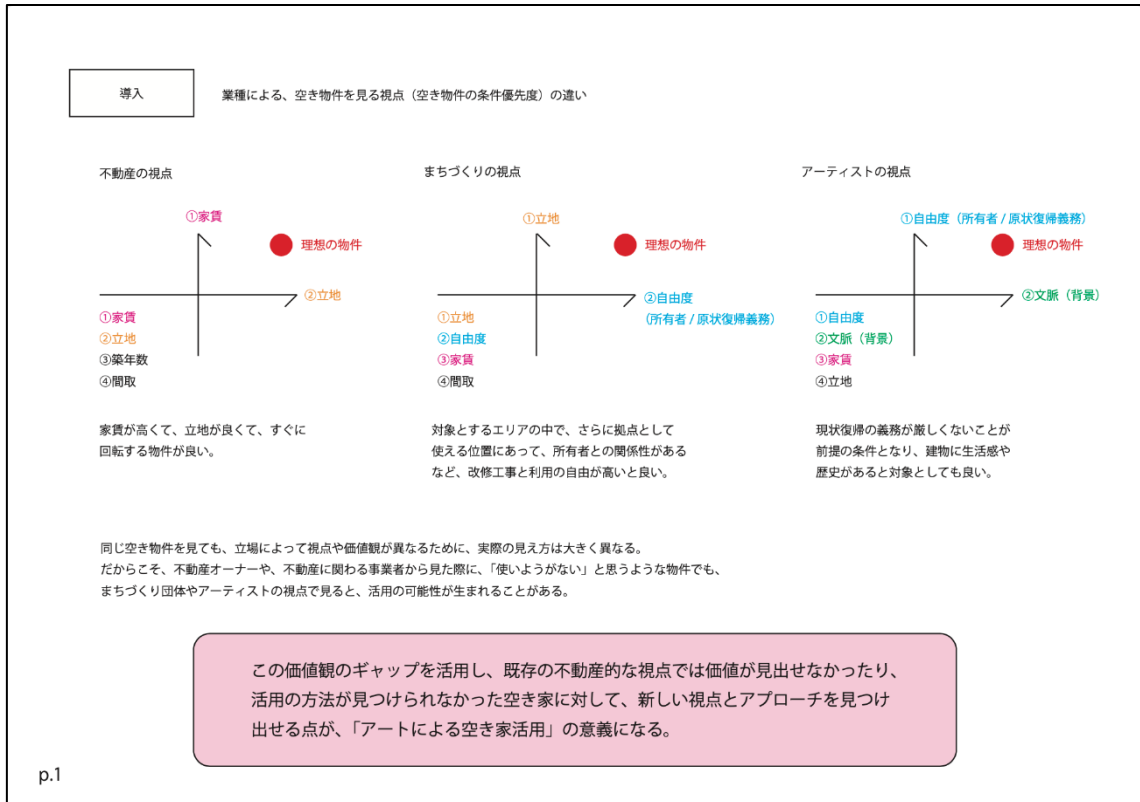 導入
業種による、空き物件を見る視点（空き物件の条件優先度）の違い
不動産の視点
①家賃
理想の物件
②立地
①家賃
②立地
③築年数
④間取
家賃が高くて、立地が良くて、すぐに
回転する物件が良い。
まちづくりの視点
①立地
理想の物件
②自由度
（所有者 / 原状復帰義務）
①立地
②自由度
③家賃
④間取
対象とするエリアの中で、さらに拠点として
使える位置にあって、所有者との関係性がある
など、改修工事と利用の自由が高いと良い。
アーティストの視点
①自由度（所有者 / 原状復帰義務）
理想の物件
②文脈（背景）
①自由度
②文脈（背景）
③家賃
④立地
現状復帰の義務が厳しくないことが
前提の条件となり、建物に生活感や
歴史があると対象としても良い。
同じ空き物件を見ても、立場によって視点や価値観が異なるために、実際の見え方は大きく異なる。
だからこそ、不動産オーナーや、不動産に関わる事業者から見た際に、「使いようがない」と思うような物件でも、
まちづくり団体やアーティストの視点で見ると、活用の可能性が生まれることがある。
この価値観のギャップを活用し、既存の不動産的な視点では価値が見出せなかったり、
活用の方法が見つけられなかった空き家に対して、新しい視点とアプローチを見つけ
出せる点が、「アートによる空き家活用」の意義になる。
p.1